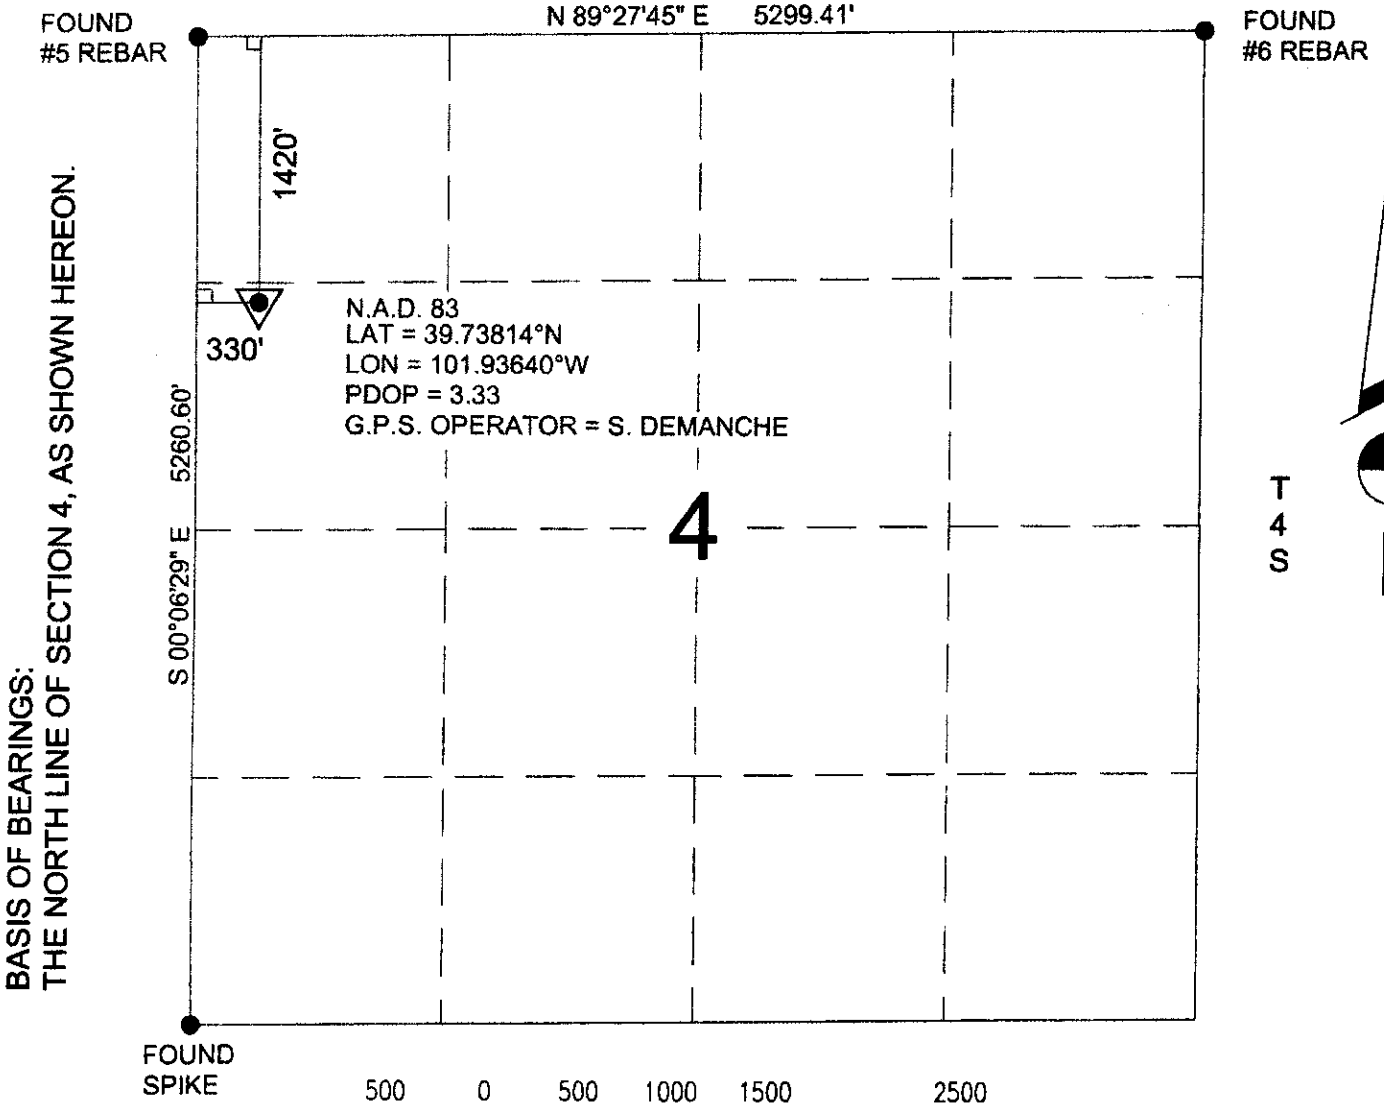 FOUND
#5 REBAR
N 89°27'45" E 5299.41'
FOUND
#6 REBAR
1420'
330'
N.A.D. 83
LAT = 39.73814°N
LON = 101.93640°W
PDOP = 3.33
G.P.S. OPERATOR = S. DEMANCHE
S 00°06'29" E 5260.60'
4
T
4
S
BASIS OF BEARINGS:
THE NORTH LINE OF SECTION 4, AS SHOWN HEREON.
FOUND
SPIKE
500 0 500 1000 1500 2500